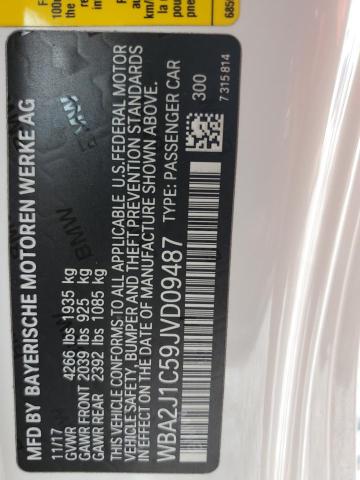 MFD BY BAYERISCHE MOTOREN WERKE AG
11/17
GVWR 4266 lbs 1935 kg
GAWR FRONT 2039 lbs 925 kg
GAWR REAR 2392 lbs 1085 kg
THIS VEHICLE CONFORMS TO ALL APPLICABLE U.S.FEDERAL MOTOR
VEHICLE SAFETY, BUMPER AND THEFT PREVENTION STANDARDS
IN EFFECT ON THE DATE OF MANUFACTURE SHOWN ABOVE.
WBA2J1C59JVD09487 TYPE: PASSENGER CAR
300
7 315 814
BMW
BMW